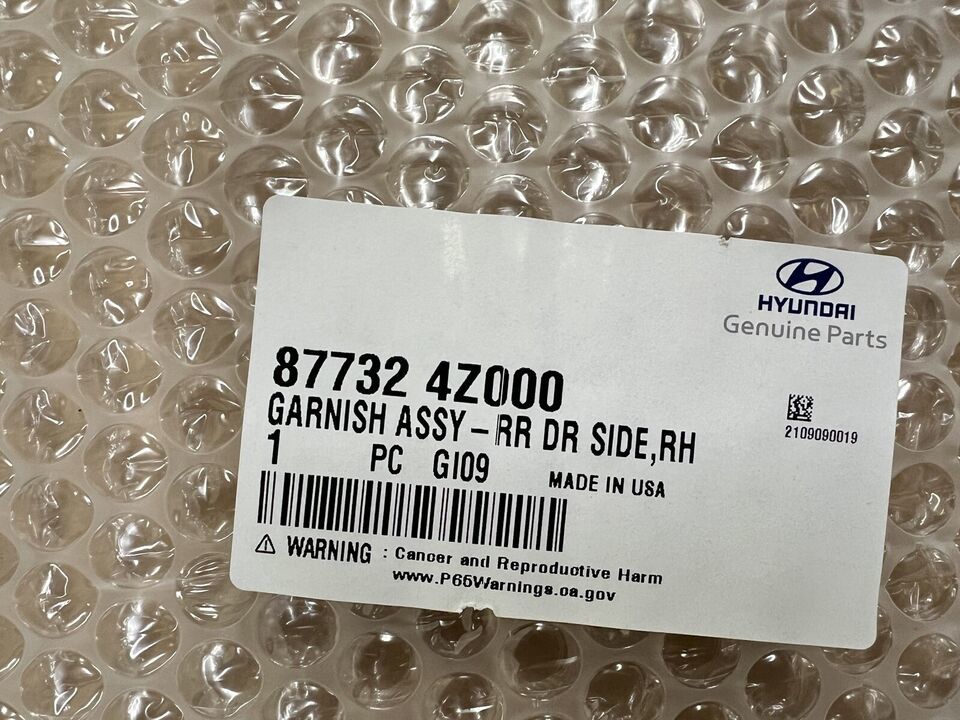 HYUNDAI
Genuine Parts
87732 4Z000
GARNISH ASSY-RR DR SIDE,RH
1 PC GI09 MADE IN USA
2109090019
⚠ WARNING : Cancer and Reproductive Harm
www.P65Warnings.ca.gov